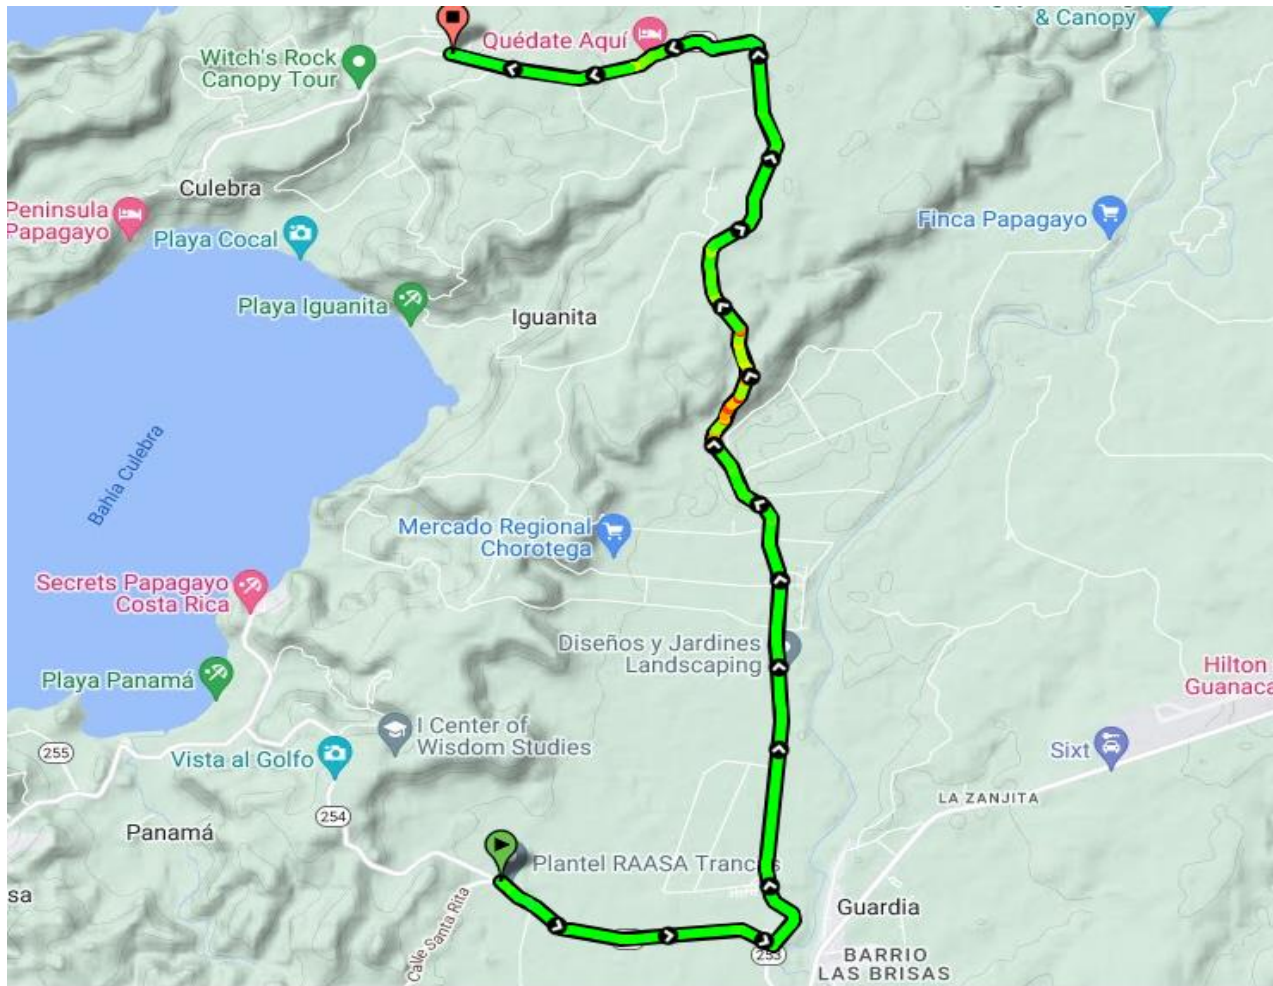 & Canopy
Quédate Aquí
Witch's Rock
Canopy Tour
Culebra
Peninsula
Papagayo
Playa Cocal
Finca Papagayo
Playa Iguanita
Iguanita
Bahía Culebra
Mercado Regional
Chorotega
Secrets Papagayo
Costa Rica
Diseños y Jardines
Landscaping
Hilton
Guanaca
Playa Panamá
I Center of
Wisdom Studies
255
Vista al Golfo
Sixt
LA ZANJITA
254
Panamá
Plantel RAASA Trancas
sa
Calle Santa Rita
Guardia
253
BARRIO
LAS BRISAS